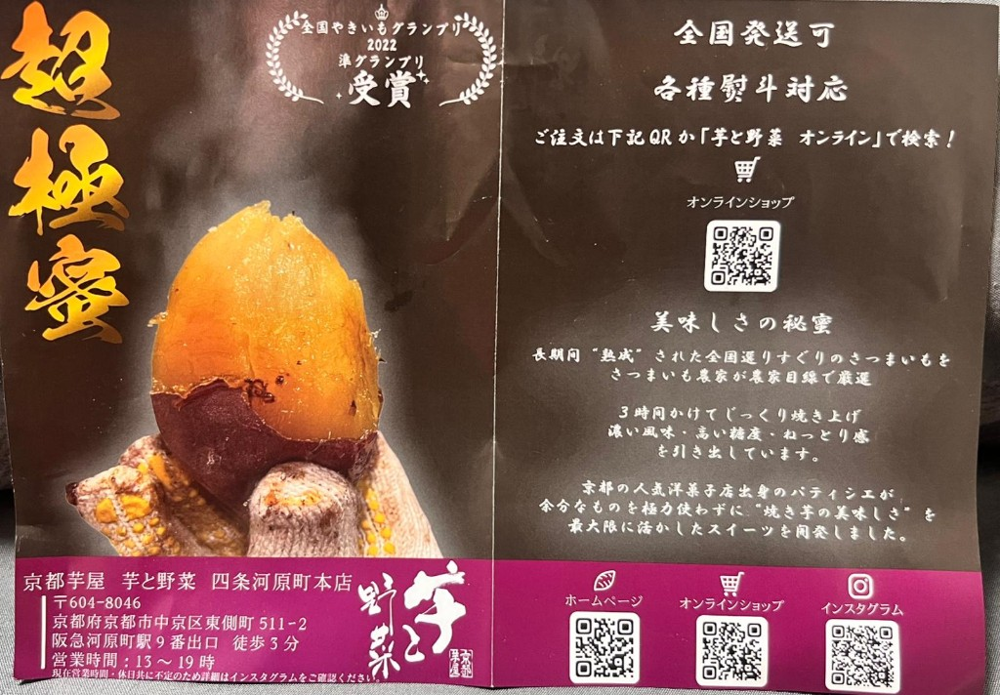 超極蜜
全国やきいもグランプリ
2022
準グランプリ
受賞
京都芋屋 芋と野菜 四条河原町本店
〒604-8046
京都府京都市中京区東側町511-2
阪急河原町駅9番出口 徒歩3分
営業時間：13～19時
現在営業時間・休日共に不定のため詳細はインスタグラムをご確認ください。
芋と
野菜
京都
芋屋
全国発送可
各種熨斗対応
ご注文は下記QRか「芋と野菜 オンライン」で検索！
オンラインショップ
美味しさの秘蜜
長期間“熟成”された全国選りすぐりのさつまいもを
さつまいも農家が農家目線で厳選
3時間かけてじっくり焼き上げ
濃い風味・高い糖度・ねっとり感
を引き出しています。
京都の人気洋菓子店出身のパティシエが
余分なものを極力使わずに“焼き芋の美味しさ”を
最大限に活かしたスイーツを開発しました。
ホームページ
オンラインショップ
インスタグラム